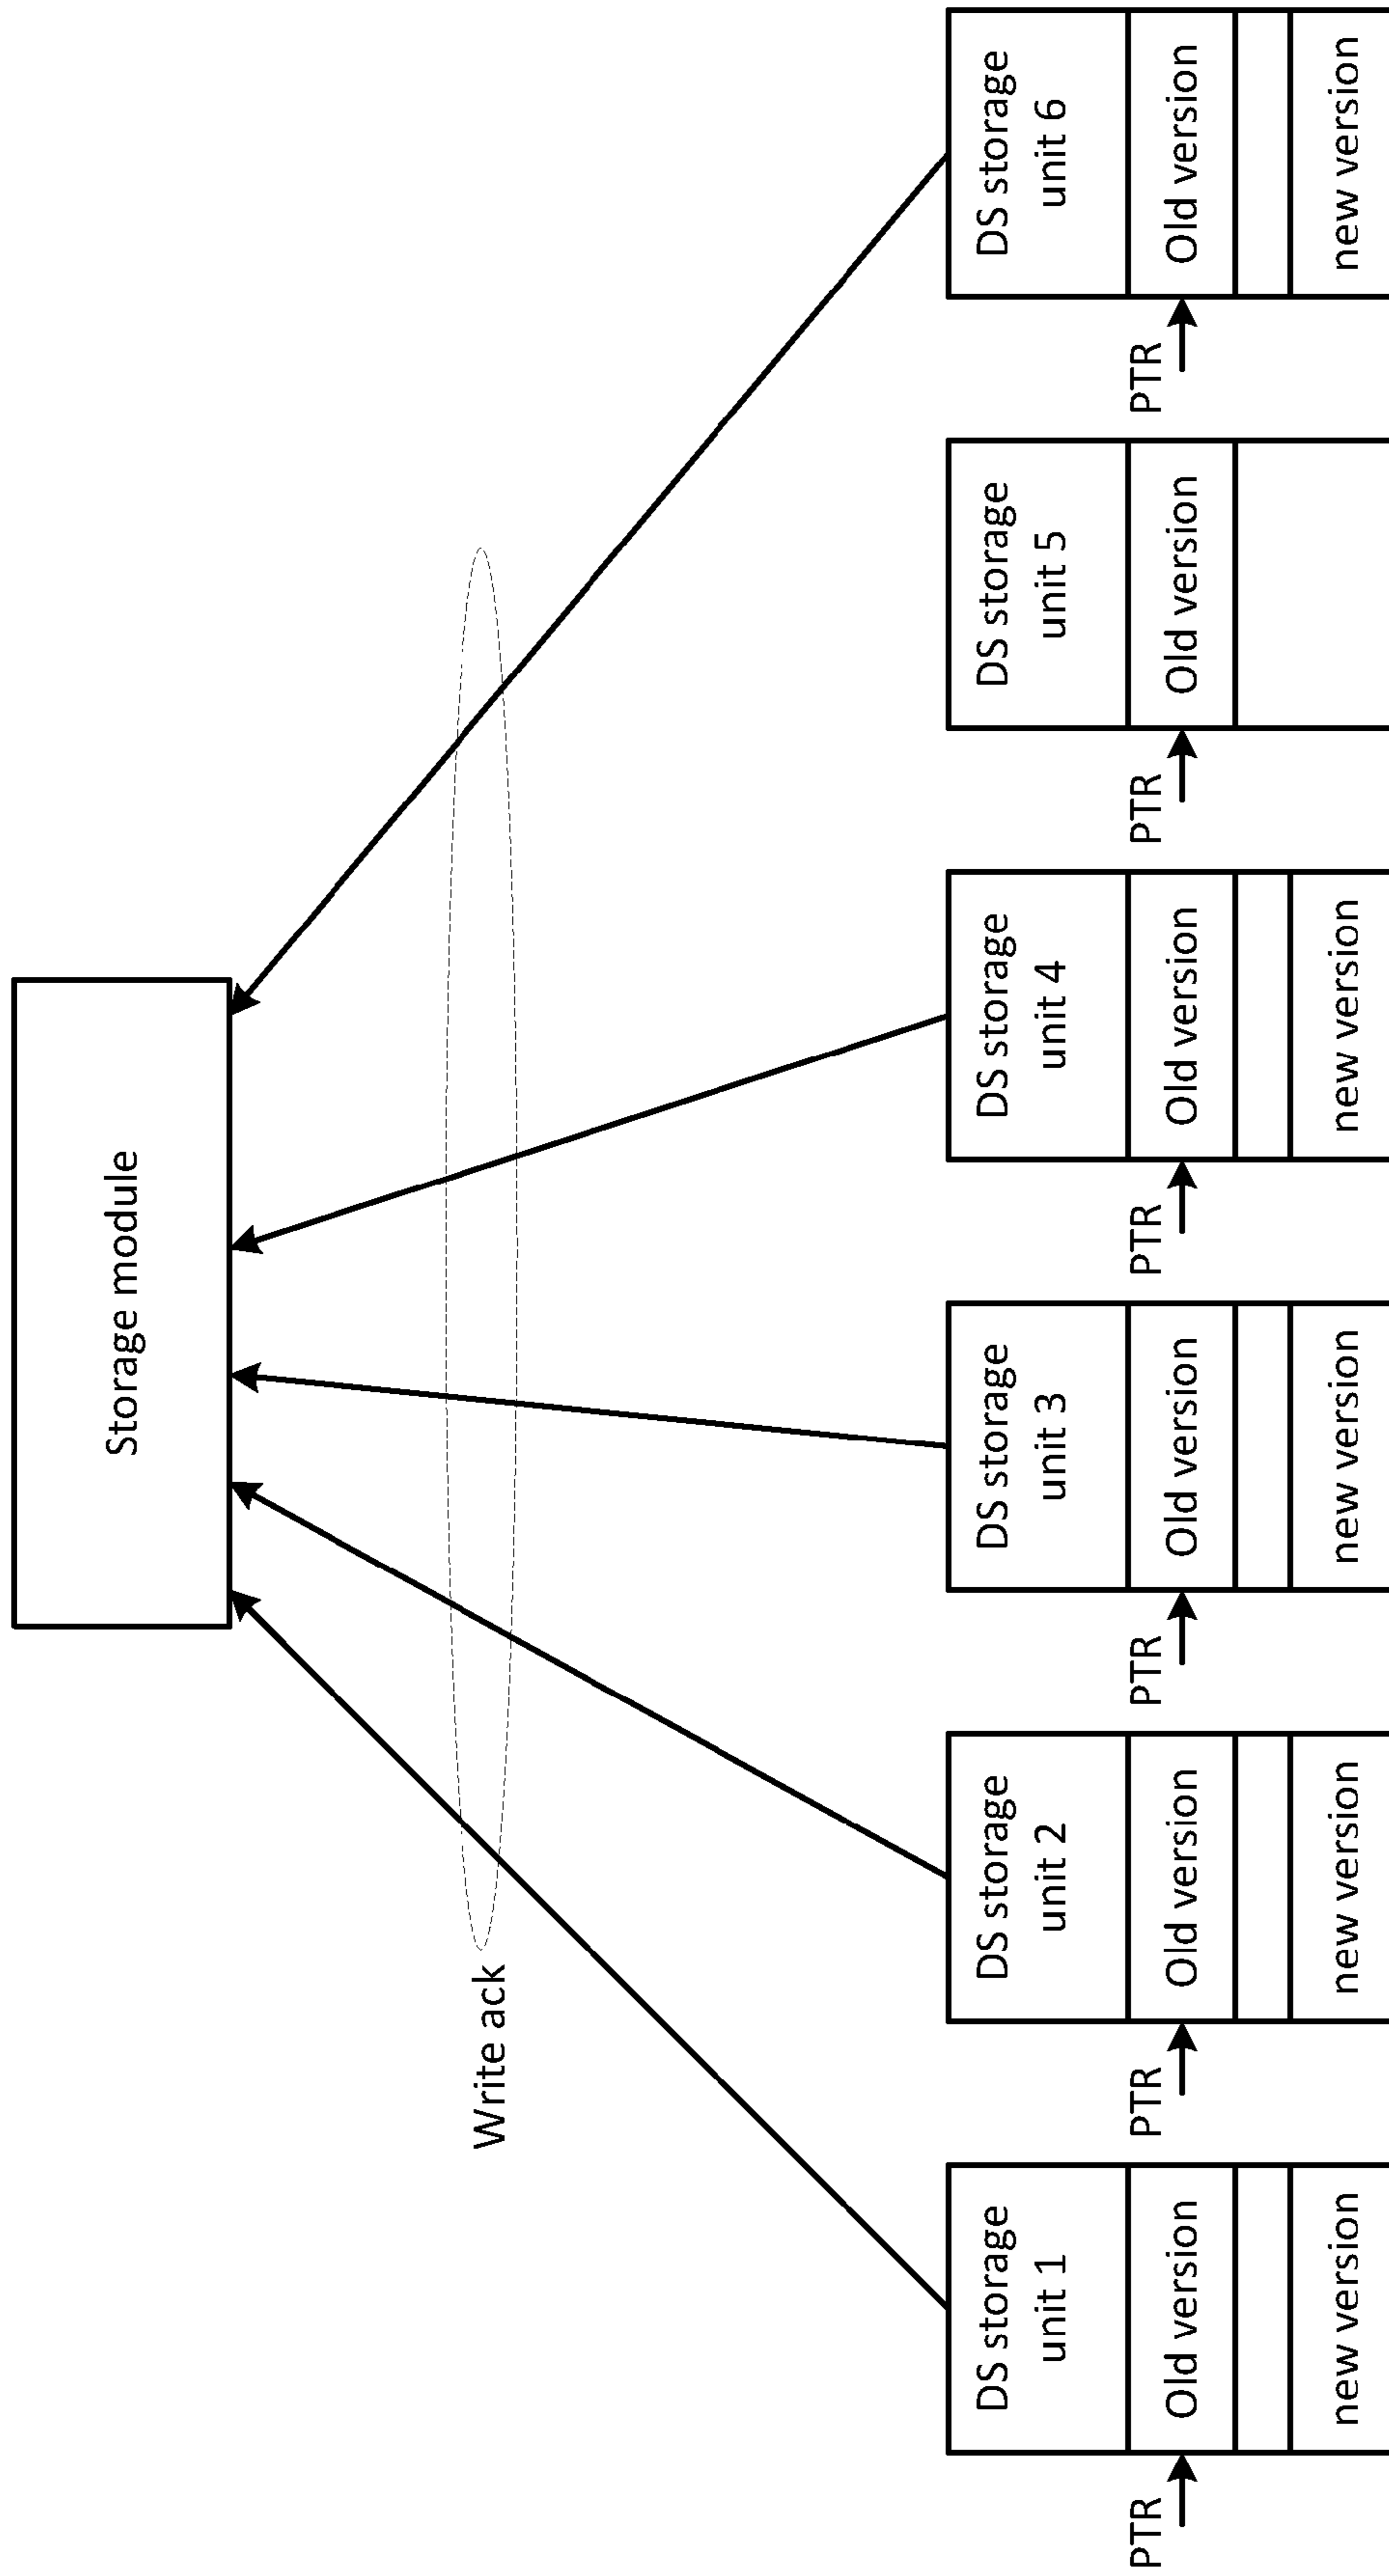 Storage module
Write ack
DS storage
unit 1
PTR
Old version
new version
DS storage
unit 2
PTR
Old version
new version
DS storage
unit 3
PTR
Old version
new version
DS storage
unit 4
PTR
Old version
new version
DS storage
unit 5
PTR
Old version
DS storage
unit 6
PTR
Old version
new version